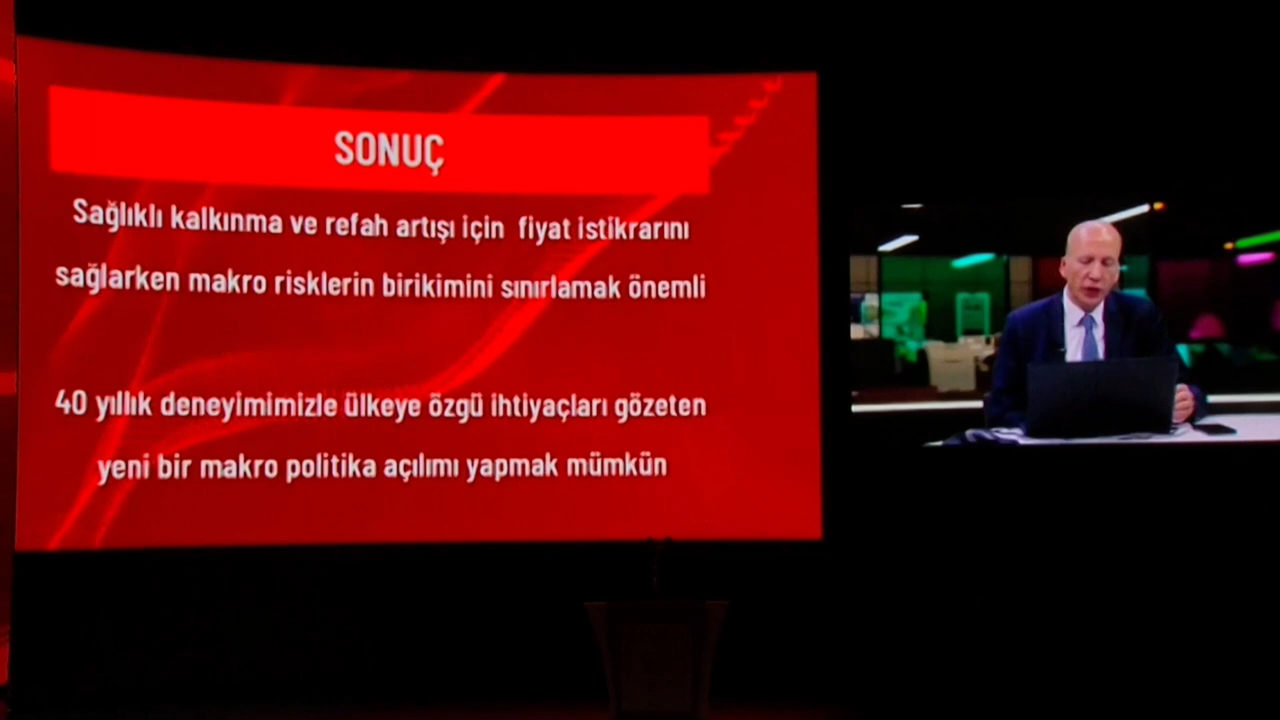 SONUÇ
Sağlıklı kalkınma ve refah artışı için fiyat istikrarını
sağlarken makro risklerin birikimini sınırlamak önemli
40 yıllık deneyimimizle ülkeye özgü ihtiyaçları gözeten
yeni bir makro politika açılımı yapmak mümkün